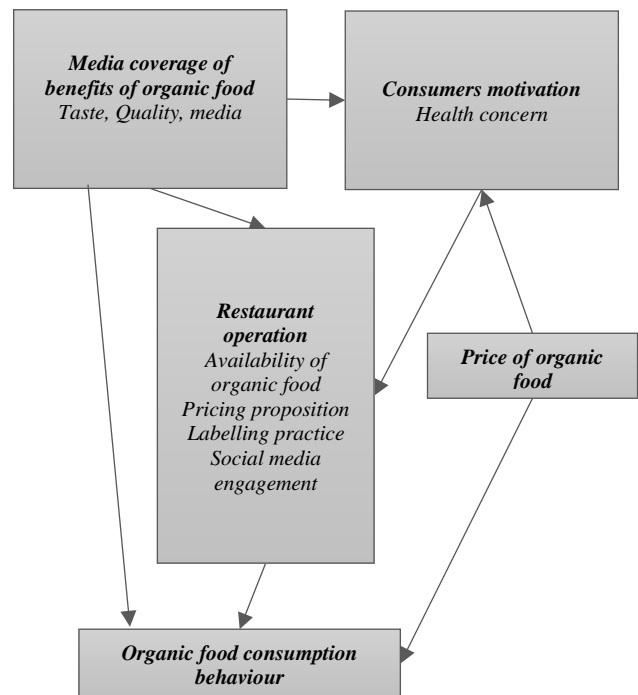 Media coverage of
benefits of organic food
Taste, Quality, media
Consumers motivation
Health concern
Restaurant
operation
Availability of
organic food
Pricing proposition
Labelling practice
Social media
engagement
Price of organic
food
Organic food consumption
behaviour